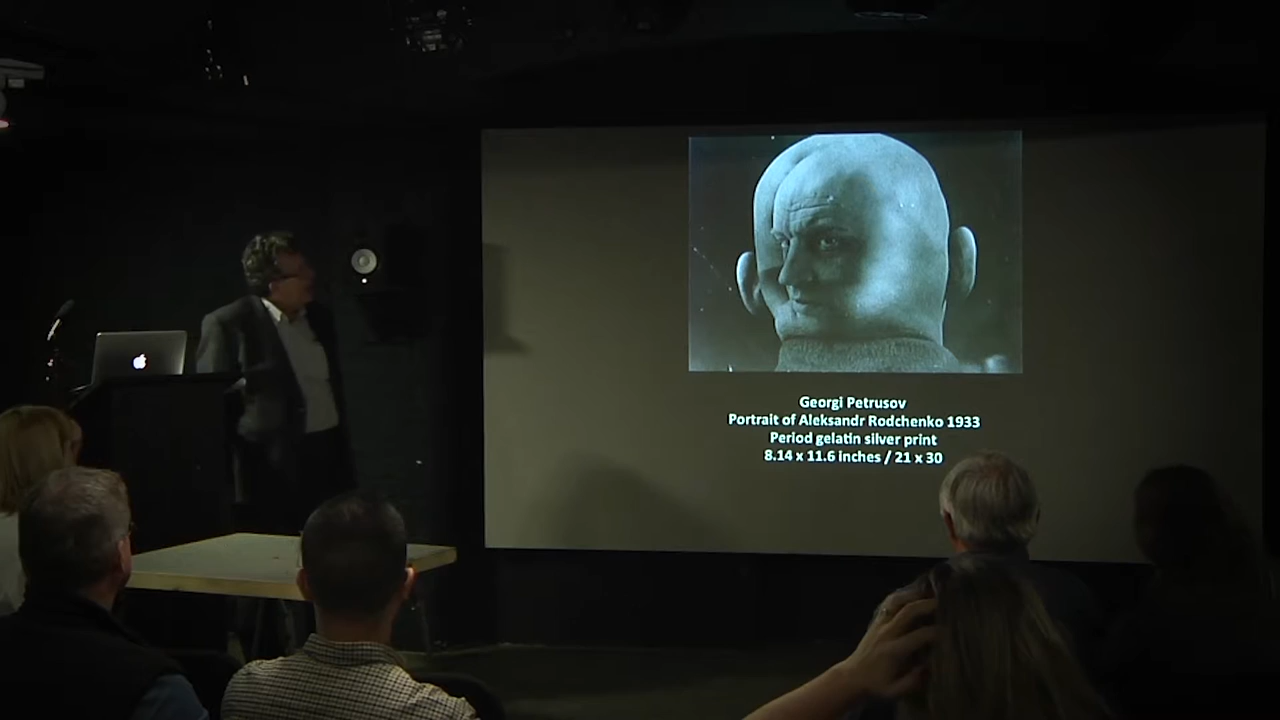 Georgi Petrusov
Portrait of Aleksandr Rodchenko 1933
Period gelatin silver print
8.14 x 11.6 inches / 21 x 30